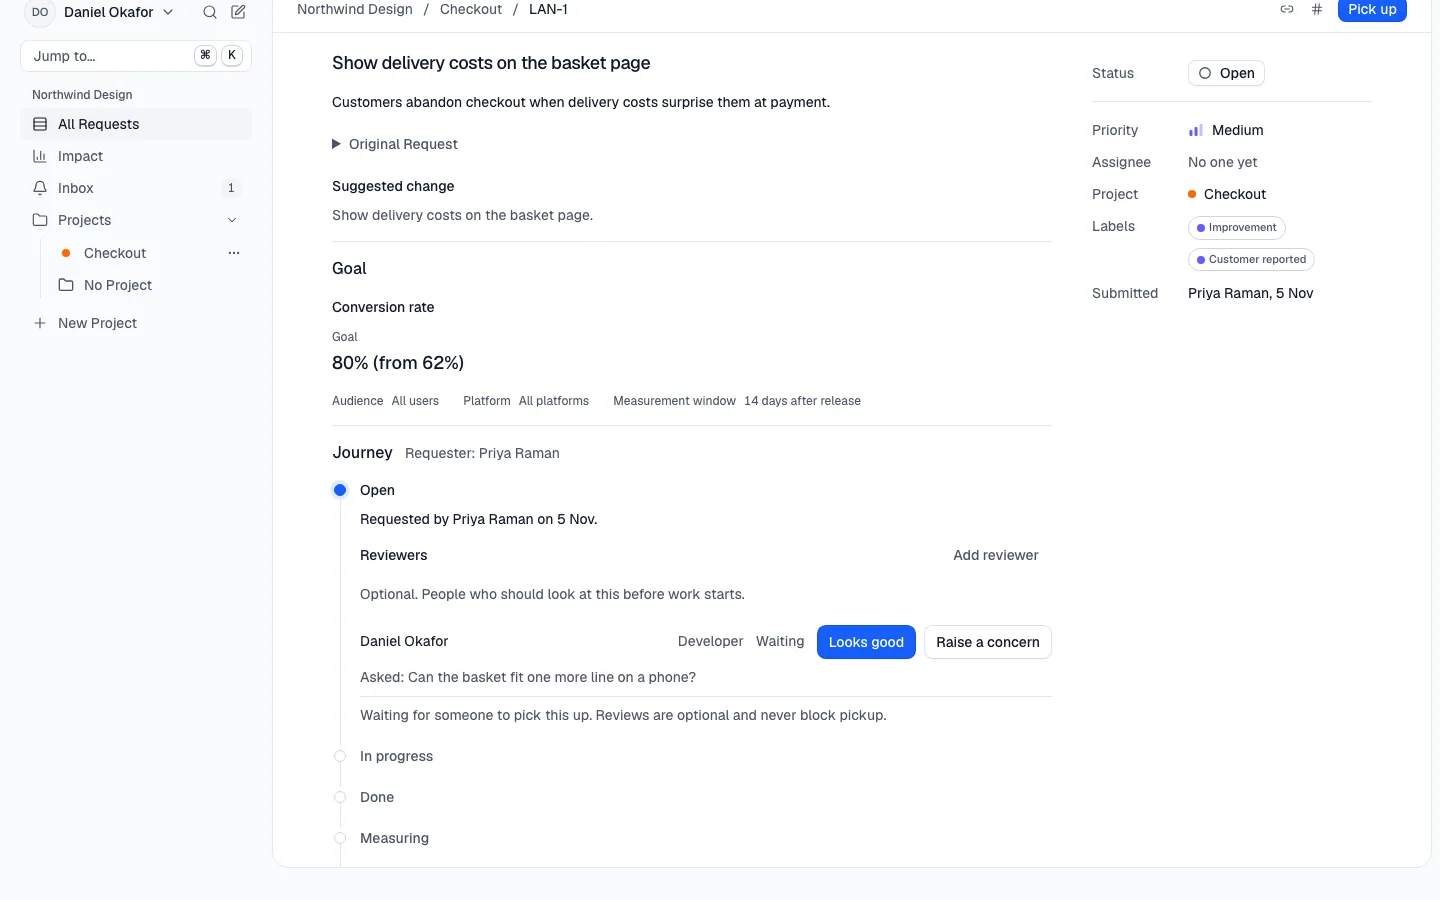 DO Daniel Okafor
Jump to... ⌘ K
Northwind Design
All Requests
Impact
Inbox 1
Projects
Checkout
No Project
New Project
Northwind Design / Checkout / LAN-1
Pick up
Show delivery costs on the basket page
Customers abandon checkout when delivery costs surprise them at payment.
Original Request
Suggested change
Show delivery costs on the basket page.
Goal
Conversion rate
Goal
80% (from 62%)
Audience All users Platform All platforms Measurement window 14 days after release
Journey Requester: Priya Raman
Open
Requested by Priya Raman on 5 Nov.
Reviewers Add reviewer
Optional. People who should look at this before work starts.
Daniel Okafor Developer Waiting Looks good Raise a concern
Asked: Can the basket fit one more line on a phone?
Waiting for someone to pick this up. Reviews are optional and never block pickup.
In progress
Done
Measuring
Status Open
Priority Medium
Assignee No one yet
Project Checkout
Labels Improvement
Customer reported
Submitted Priya Raman, 5 Nov